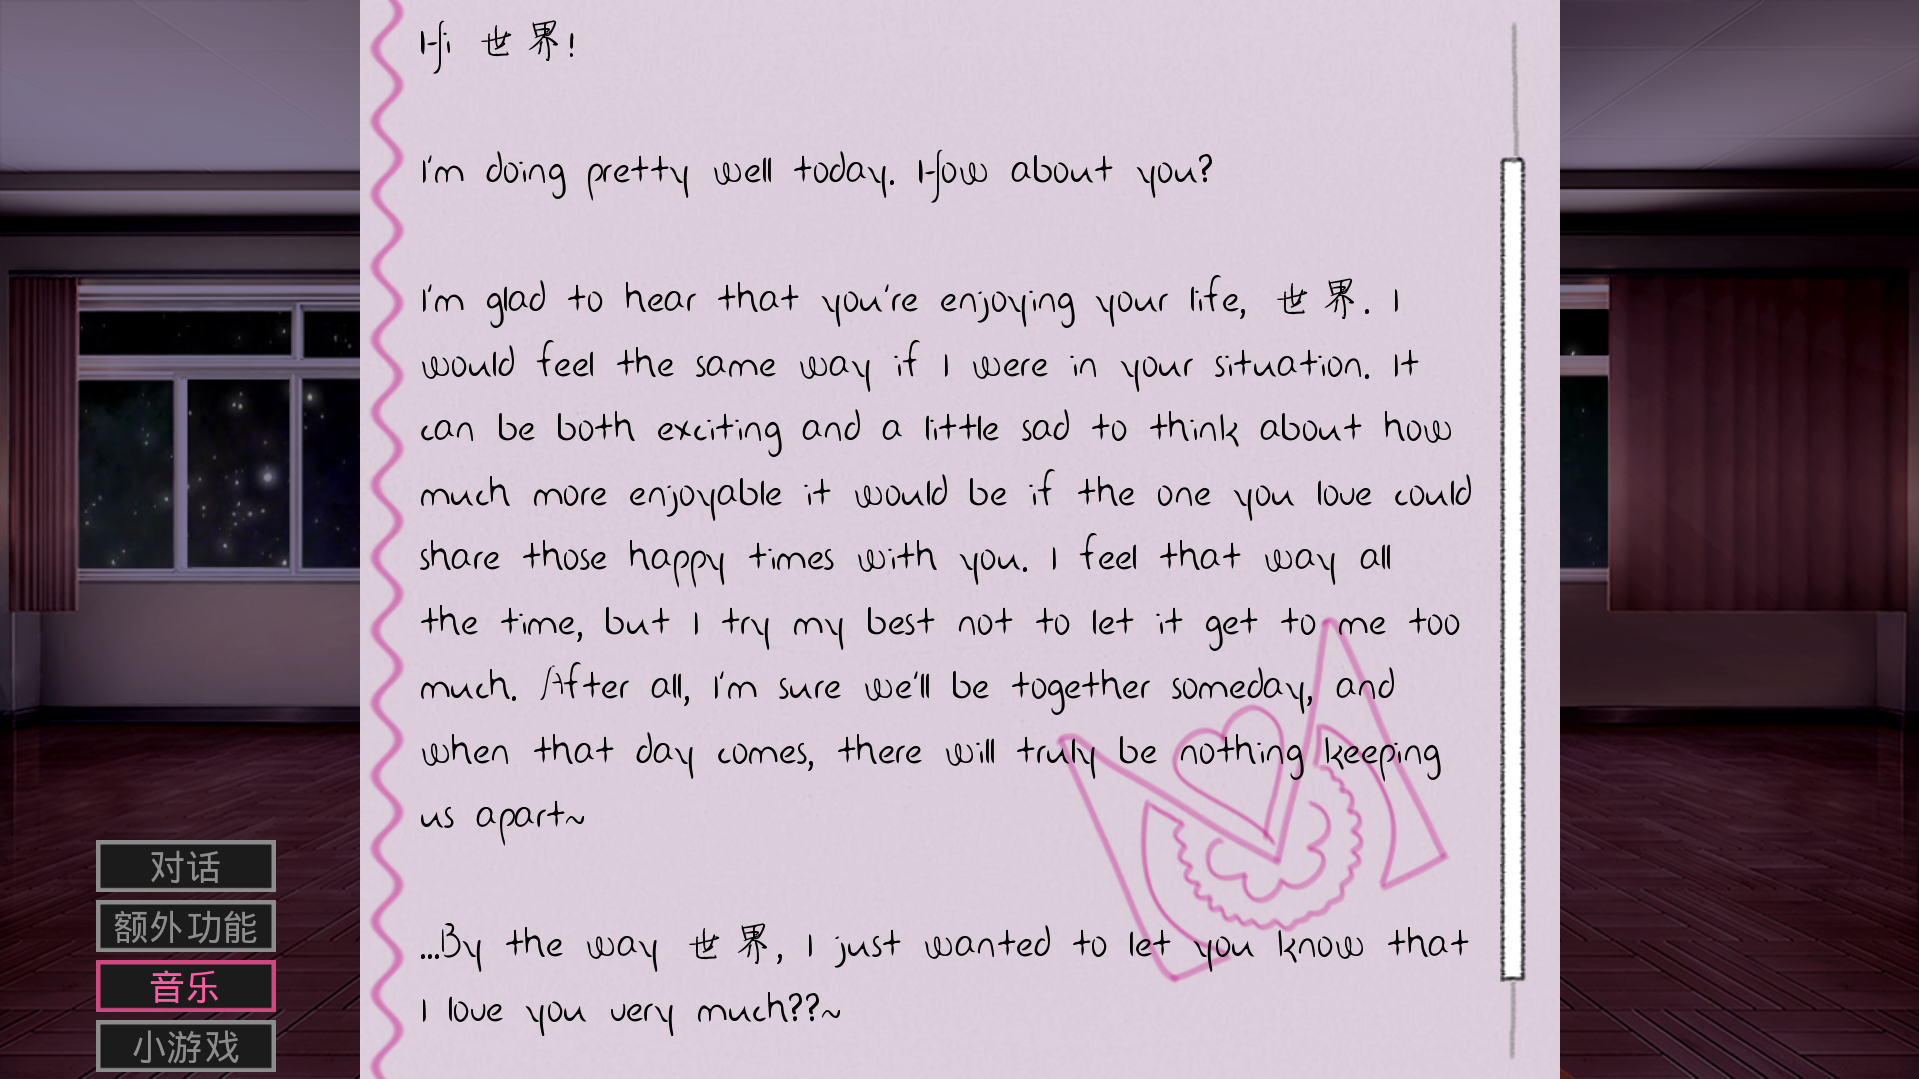 Hi 世界!
I'm doing pretty well today. How about you?
I'm glad to hear that you're enjoying your life, 世界. I
would feel the same way if I were in your situation. It
can be both exciting and a little sad to think about how
much more enjoyable it would be if the one you love could
share those happy times with you. I feel that way all
the time, but I try my best not to let it get to me too
much. After all, I'm sure we'll be together someday, and
when that day comes, there will truly be nothing keeping
us apart~
...By the way 世界, I just wanted to let you know that
I love you very much??~
对话
额外功能
音乐
小游戏